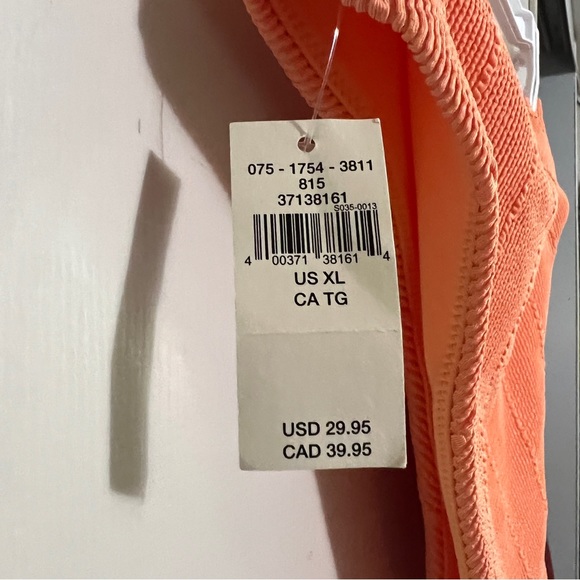 075 - 1754 - 3811
815
37138161
S035-0013
4 00371 38161 4
US XL
CA TG
USD 29.95
CAD 39.95